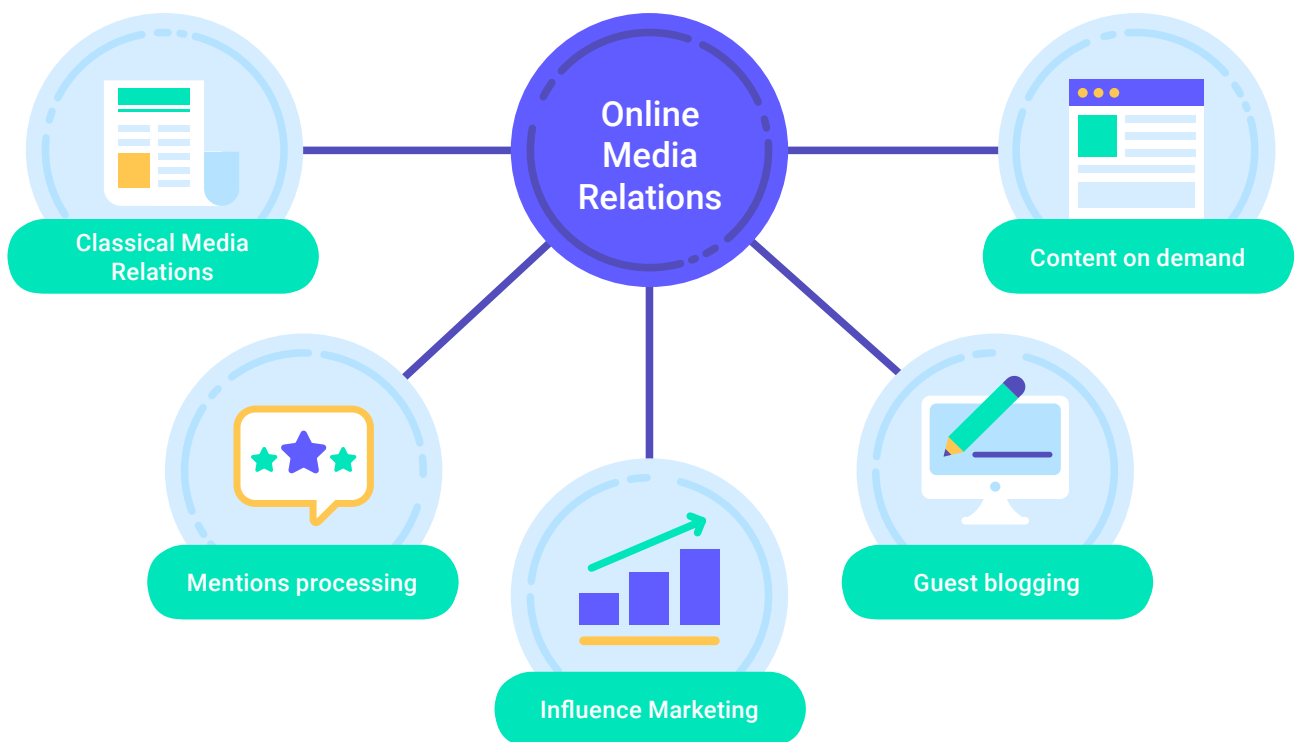 Online
Media
Relations
Classical Media
Relations
Content on demand
Mentions processing
Guest blogging
Influence Marketing